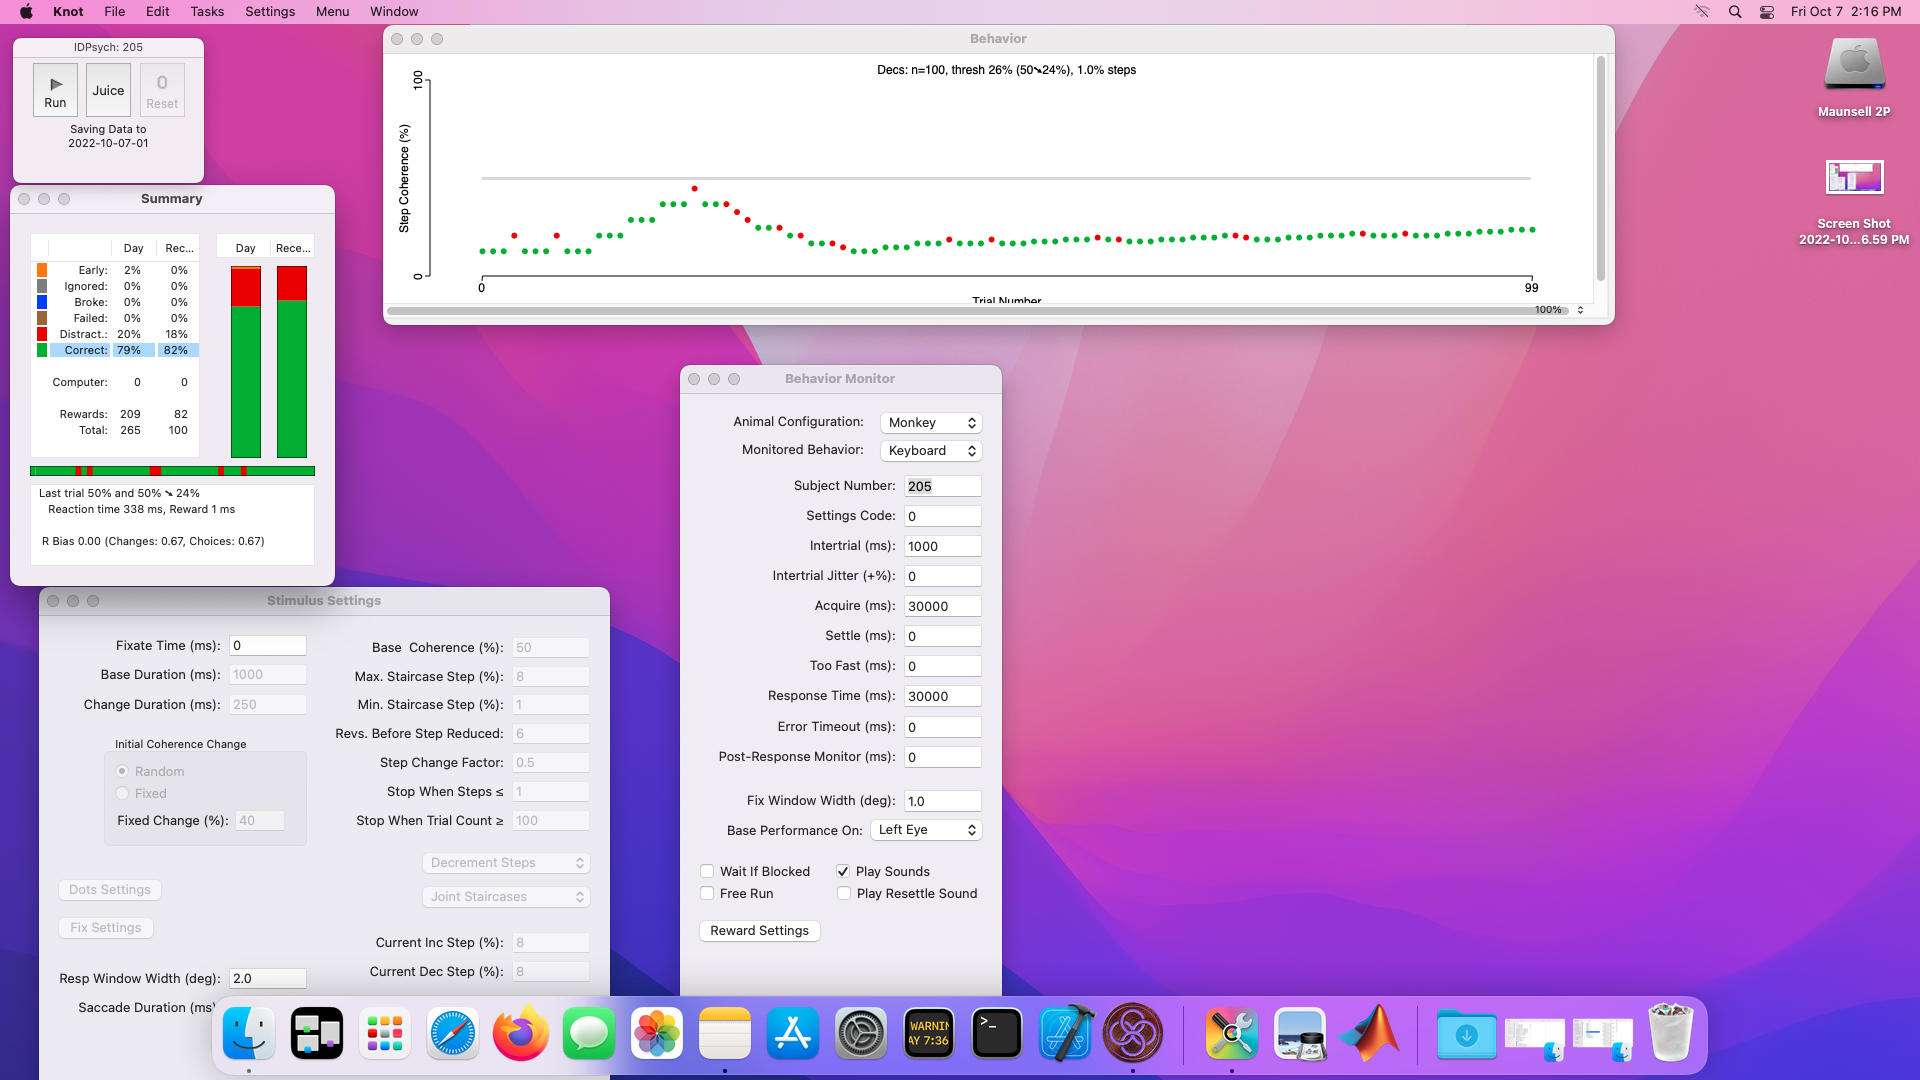 Knot File Edit Tasks Settings Menu Window
Fri Oct 7 2:16 PM
IDPsych: 205
Run
Juice
0
Reset
Saving Data to
2022-10-07-01
Summary
Day Rec...
Early: 2% 0%
Ignored: 0% 0%
Broke: 0% 0%
Failed: 0% 0%
Distract.: 20% 18%
Correct: 79% 82%
Computer: 0 0
Rewards: 209 82
Total: 265 100
Day Rece...
Last trial 50% and 50% ➘ 24%
Reaction time 338 ms, Reward 1 ms
R Bias 0.00 (Changes: 0.67, Choices: 0.67)
Behavior
Decs: n=100, thresh 26% (50➘24%), 1.0% steps
Step Coherence (%)
100
0
0
99
Trial Number
100%
Maunsell 2P
Screen Shot
2022-10...6.59 PM
Stimulus Settings
Fixate Time (ms): 0
Base Duration (ms): 1000
Change Duration (ms): 250
Initial Coherence Change
Random
Fixed
Fixed Change (%): 40
Dots Settings
Fix Settings
Resp Window Width (deg): 2.0
Saccade Duration (ms)
Base Coherence (%): 50
Max. Staircase Step (%): 8
Min. Staircase Step (%): 1
Revs. Before Step Reduced: 6
Step Change Factor: 0.5
Stop When Steps ≤ 1
Stop When Trial Count ≥ 100
Decrement Steps
Joint Staircases
Current Inc Step (%): 8
Current Dec Step (%): 8
Behavior Monitor
Animal Configuration: Monkey
Monitored Behavior: Keyboard
Subject Number: 205
Settings Code: 0
Intertrial (ms): 1000
Intertrial Jitter (+%): 0
Acquire (ms): 30000
Settle (ms): 0
Too Fast (ms): 0
Response Time (ms): 30000
Error Timeout (ms): 0
Post-Response Monitor (ms): 0
Fix Window Width (deg): 1.0
Base Performance On: Left Eye
Wait If Blocked
Play Sounds
Free Run
Play Resettle Sound
Reward Settings
WARNIN
AY 7:36
>_